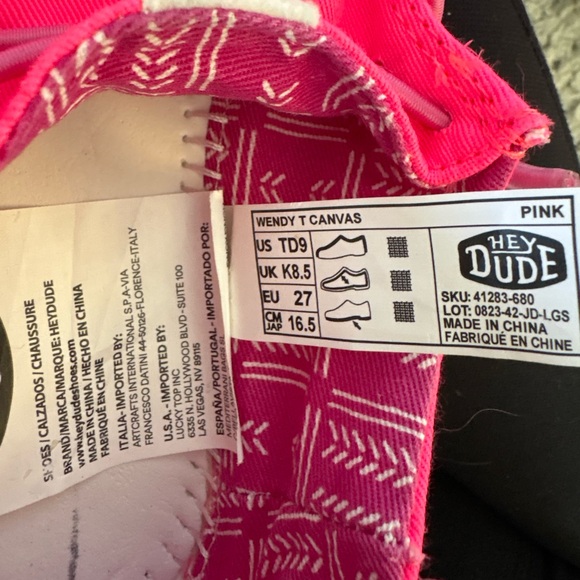 SHOES / CALZADOS / CHAUSSURE
BRAND/MARCA/MARQUE: HEYDUDE
www.heydudeshoes.com
MADE IN CHINA / HECHO EN CHINA
FABRIQUÉ EN CHINE
ITALIA - IMPORTED BY:
ARTCRAFTS INTERNATIONAL S.P.A-VIA
FRANCESCO DATINI 44-50126-FLORENCE-ITALY
U.S.A. - IMPORTED BY:
LUCKY TOP INC
6335 N. HOLLYWOOD BLVD - SUITE 100
LAS VEGAS, NV 89115
ESPAÑA/PORTUGAL - IMPORTADO POR:
WENDY T CANVAS PINK
US TD9
UK K8.5
EU 27
CM JAP 16.5
HEY
DUDE
SKU: 41283-680
LOT: 0823-42-JD-LGS
MADE IN CHINA
FABRIQUÉ EN CHINE